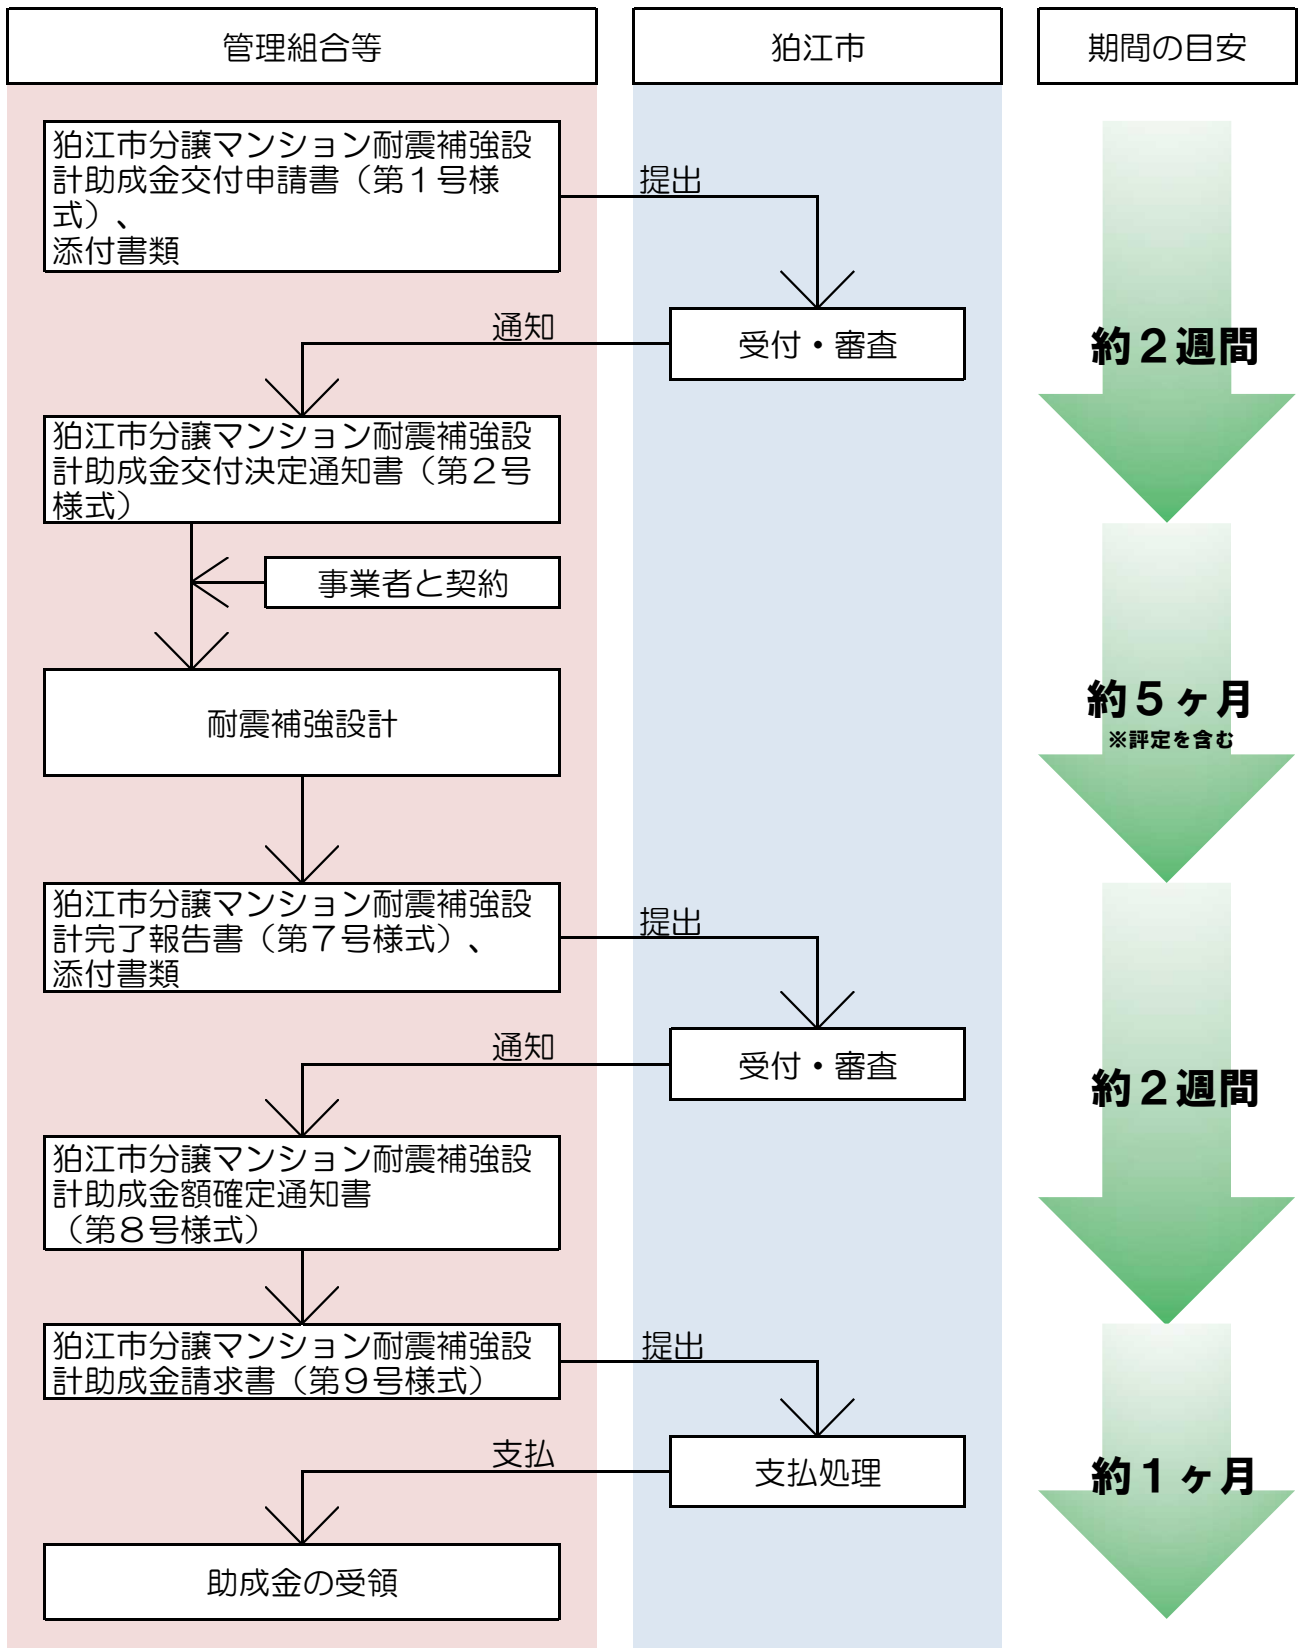 管理組合等
狛江市
期間の目安
狛江市分譲マンション耐震補強設
計助成金交付申請書（第１号様
式）、
添付書類
提出
受付・審査
通知
約２週間
狛江市分譲マンション耐震補強設
計助成金交付決定通知書（第２号
様式）
事業者と契約
耐震補強設計
約５ヶ月
※評定を含む
狛江市分譲マンション耐震補強設
計完了報告書（第７号様式）、
添付書類
提出
受付・審査
通知
約２週間
狛江市分譲マンション耐震補強設
計助成金額確定通知書
（第８号様式）
狛江市分譲マンション耐震補強設
計助成金請求書（第９号様式）
提出
支払処理
支払
約１ヶ月
助成金の受領